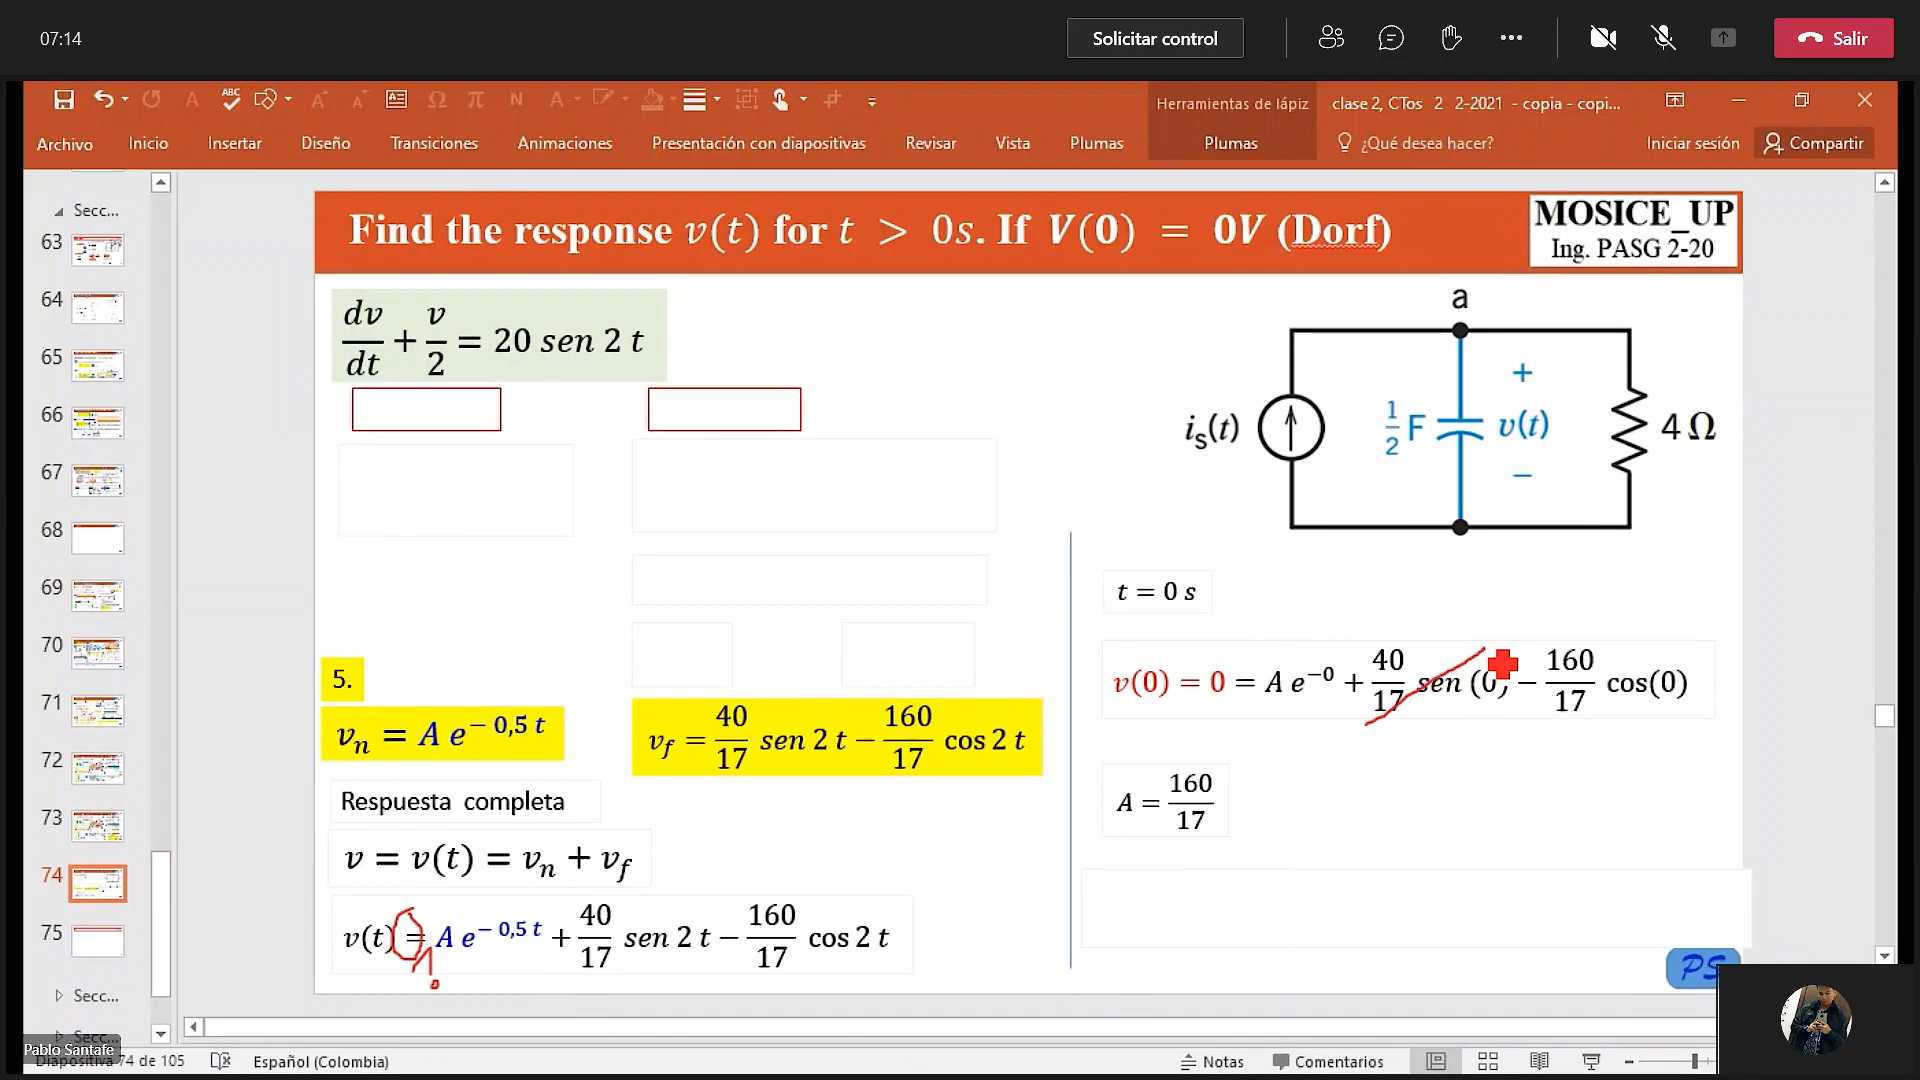 07:14
Solicitar control
Salir
Herramientas de lápiz
clase 2, CTos 2 2-2021 - copia - copi...
Archivo Inicio Insertar Diseño Transiciones Animaciones Presentación con diapositivas Revisar Vista Plumas Plumas ¿Qué desea hacer? Iniciar sesión Compartir
Secc...
63
64
65
66
67
68
69
70
71
72
73
74
75
Secc...
Find the response v(t) for t > 0s. If V(0) = 0V (Dorf)
MOSICE_UP
Ing. PASG 2-20
dv/dt + v/2 = 20 sen 2 t
a
i_s(t)
1/2 F
+
v(t)
−
4 Ω
5.
v_n = A e^{− 0,5 t}
v_f = 40/17 sen 2 t − 160/17 cos 2 t
Respuesta completa
v = v(t) = v_n + v_f
v(t) = A e^{− 0,5 t} + 40/17 sen 2 t − 160/17 cos 2 t
t = 0 s
v(0) = 0 = A e^{−0} + 40/17 sen (0) − 160/17 cos(0)
A = 160/17
PS
Pablo Santafe
Diapositiva 74 de 105
Español (Colombia)
Notas
Comentarios